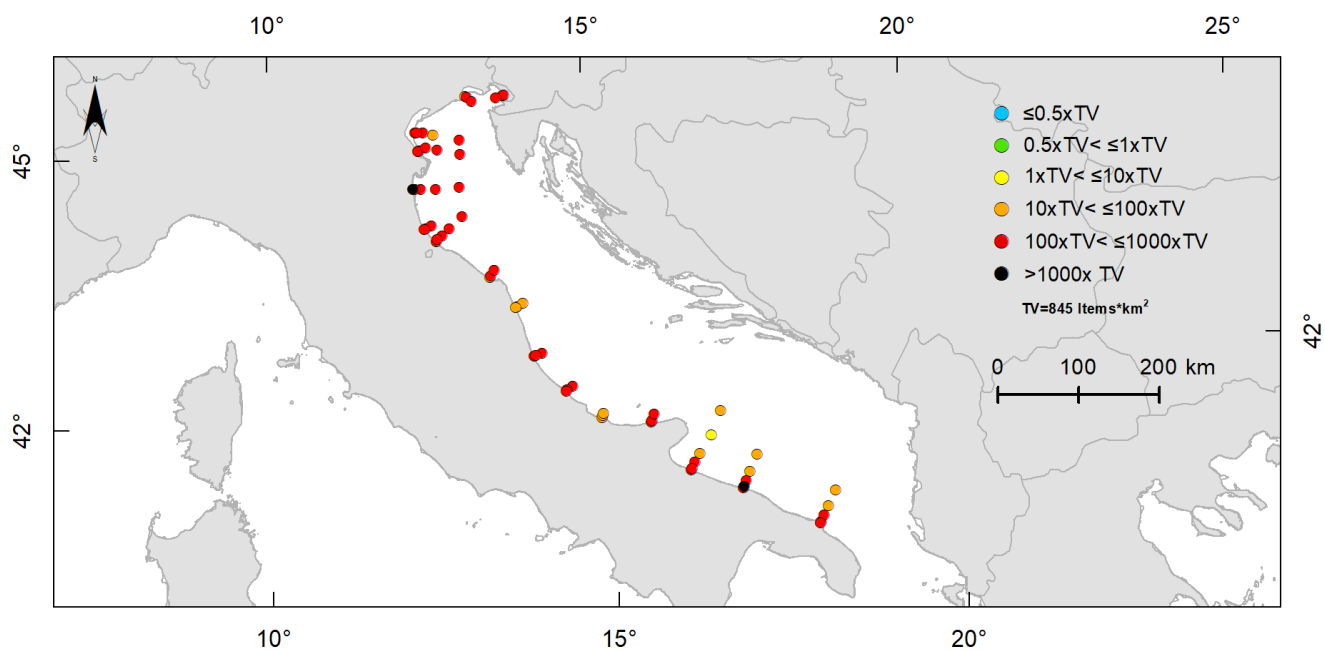 10° 15° 20° 25°
N
S
45°
42°
42°
≤0.5xTV
0.5xTV< ≤1xTV
1xTV< ≤10xTV
10xTV< ≤100xTV
100xTV< ≤1000xTV
>1000x TV
TV=845 Items*km²
0 100 200 km
10° 15° 20°